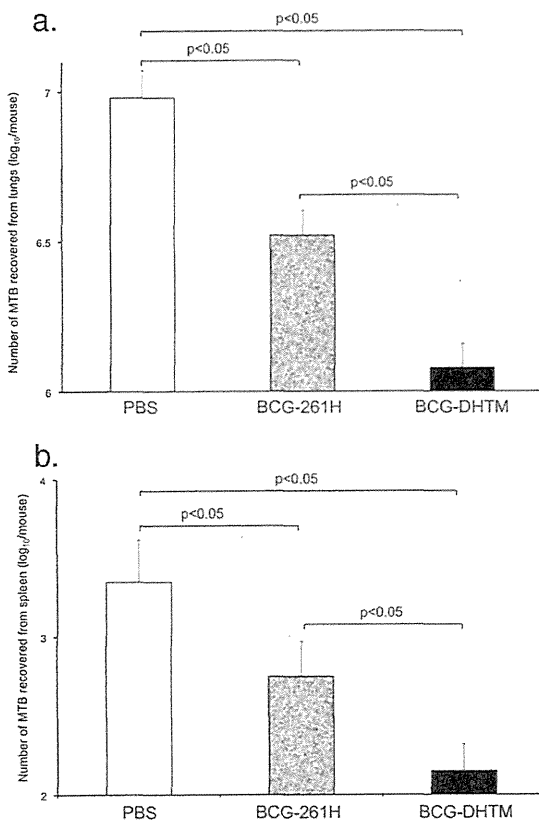 a.
p<0.05
p<0.05
p<0.05
Number of MTB recovered from lungs (log10/mouse)
7
6.5
6
PBS BCG-261H BCG-DHTM
b.
p<0.05
p<0.05
p<0.05
Number of MTB recovered from spleen (log10/mouse)
4
3
2
PBS BCG-261H BCG-DHTM